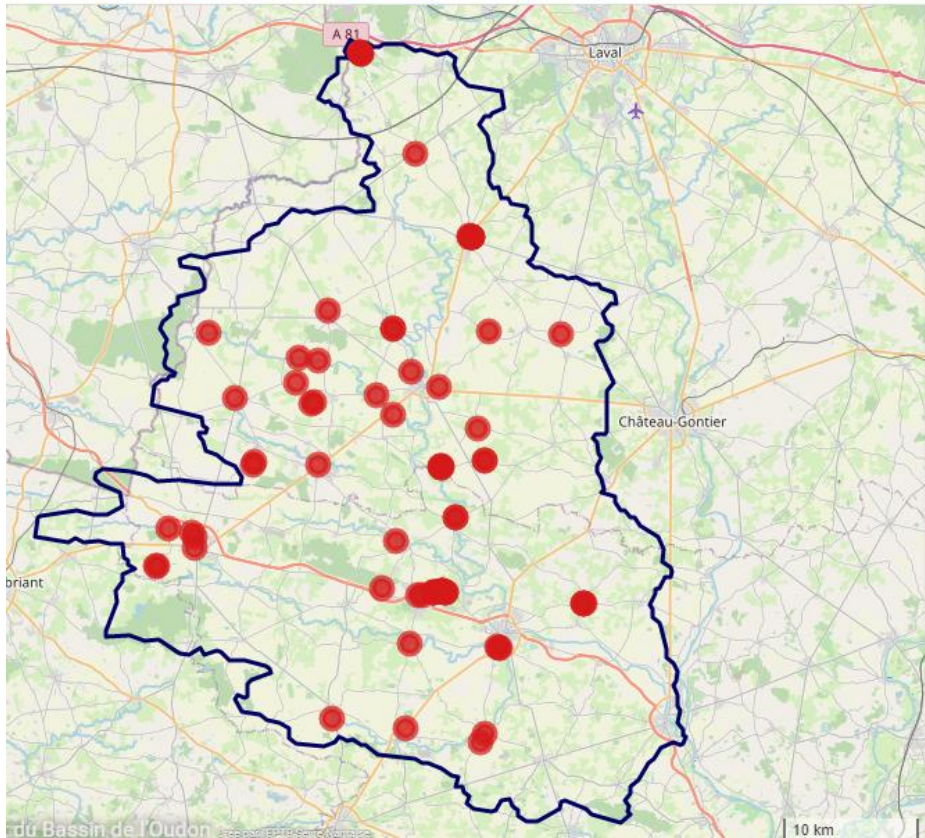 A 81
Laval
Château-Gontier
briant
du Bassin de l'Oudon
10 km